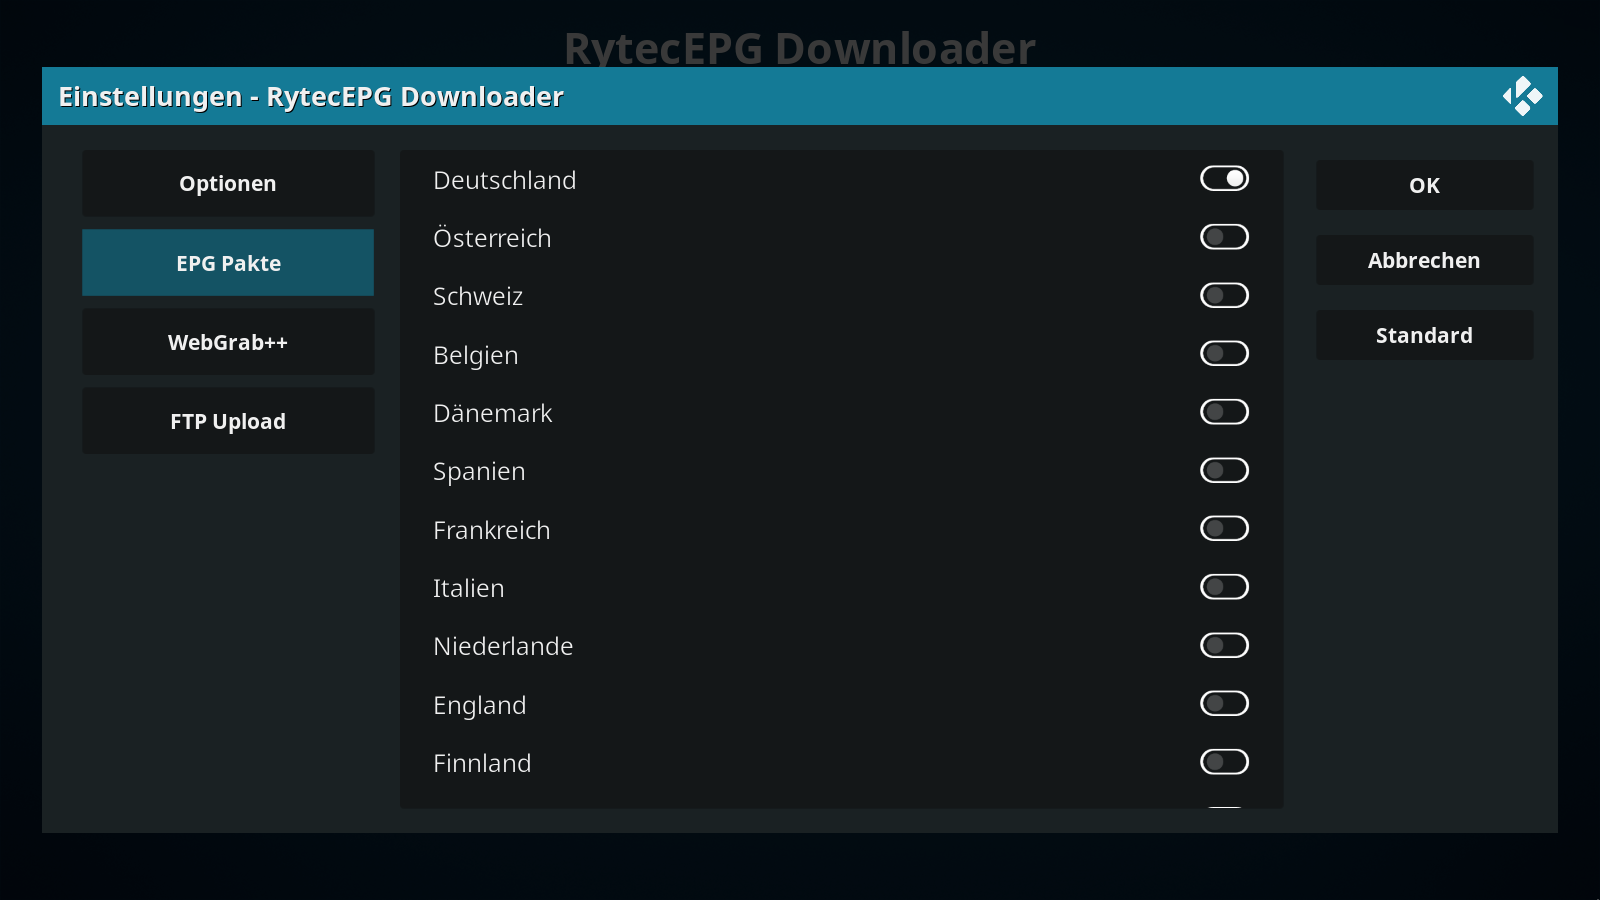 RytecEPG Downloader
Einstellungen - RytecEPG Downloader
Optionen
EPG Pakte
WebGrab++
FTP Upload
Deutschland
Österreich
Schweiz
Belgien
Dänemark
Spanien
Frankreich
Italien
Niederlande
England
Finnland
OK
Abbrechen
Standard